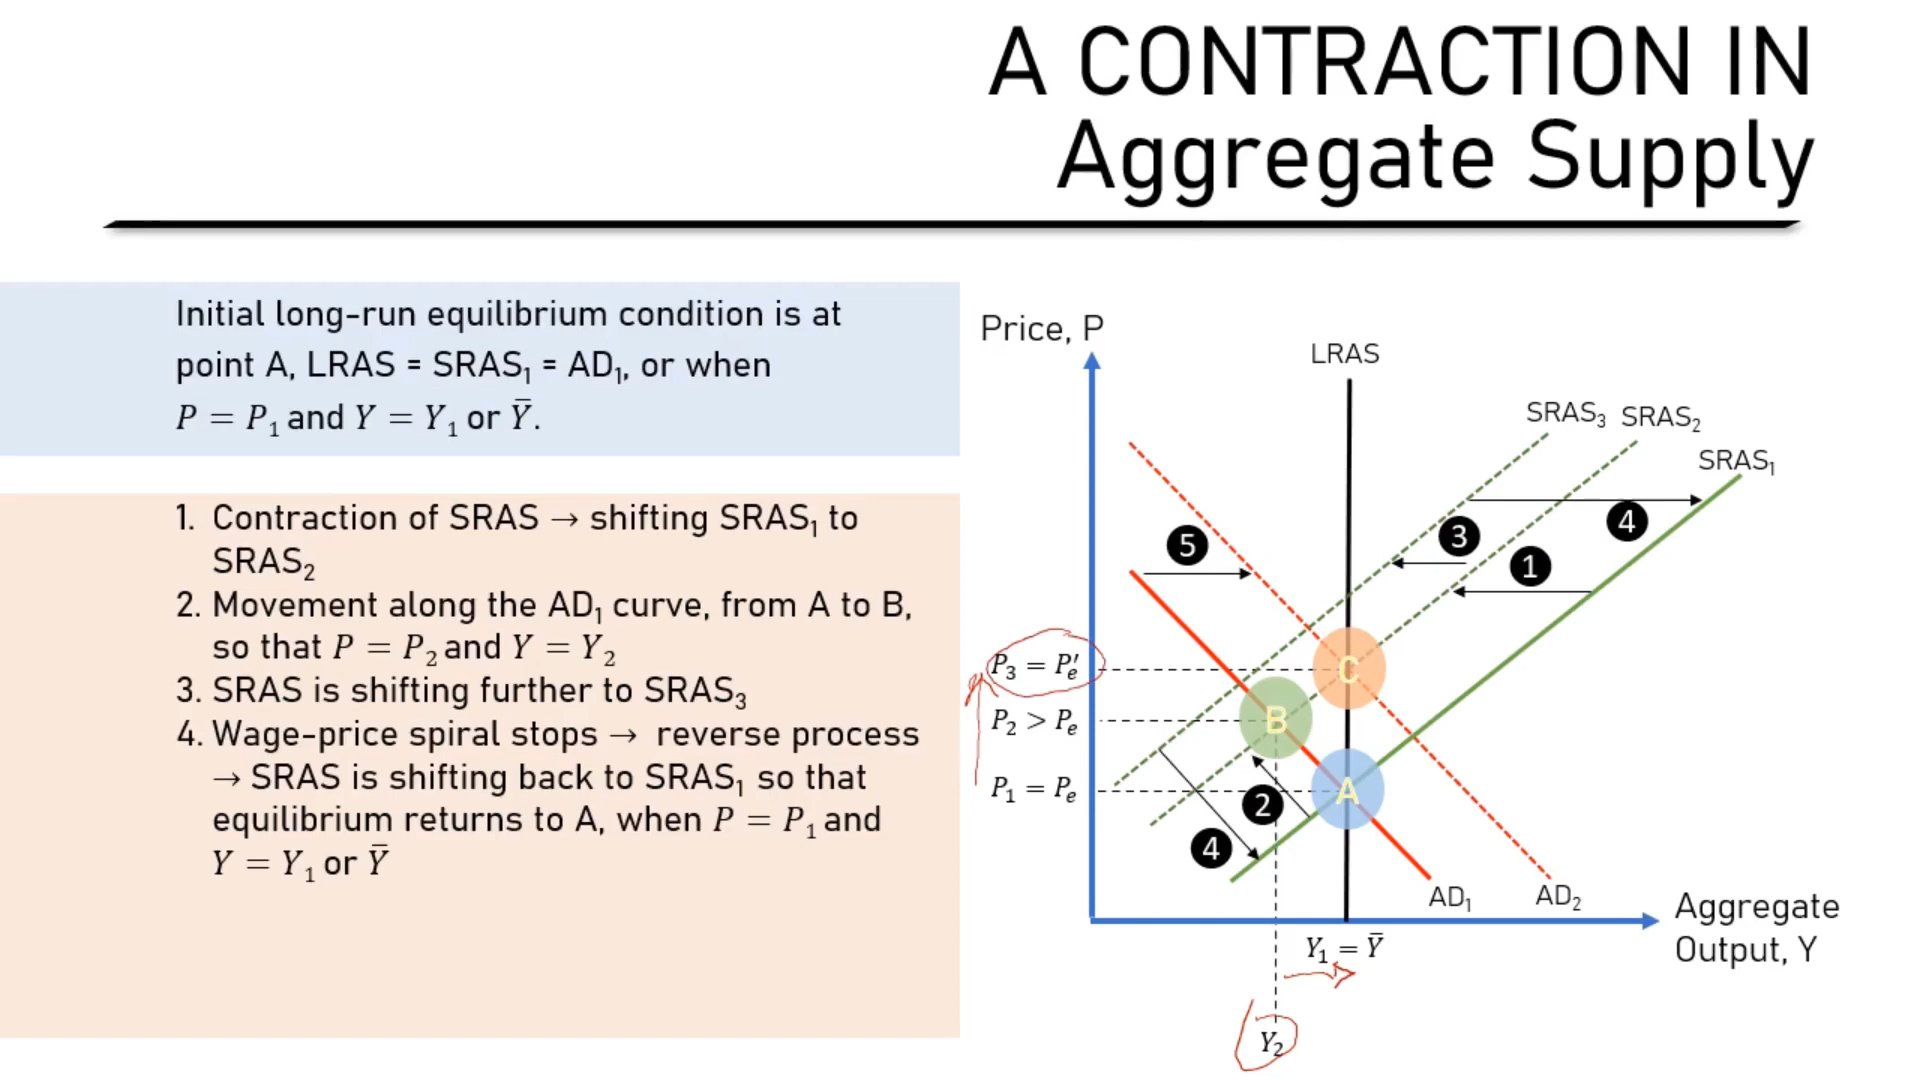 A CONTRACTION IN
Aggregate Supply
Initial long-run equilibrium condition is at
point A, LRAS = SRAS₁ = AD₁, or when
P = P₁ and Y = Y₁ or Ȳ.
1. Contraction of SRAS → shifting SRAS₁ to
SRAS₂
2. Movement along the AD₁ curve, from A to B,
so that P = P₂ and Y = Y₂
3. SRAS is shifting further to SRAS₃
4. Wage-price spiral stops → reverse process
→ SRAS is shifting back to SRAS₁ so that
equilibrium returns to A, when P = P₁ and
Y = Y₁ or Ȳ
Price, P
LRAS
SRAS₃
SRAS₂
SRAS₁
4
3
5
1
P₃ = P′ₑ
C
P₂ > Pₑ
B
P₁ = Pₑ
A
2
4
AD₁
AD₂
Aggregate
Output, Y
Y₁ = Ȳ
Y₂